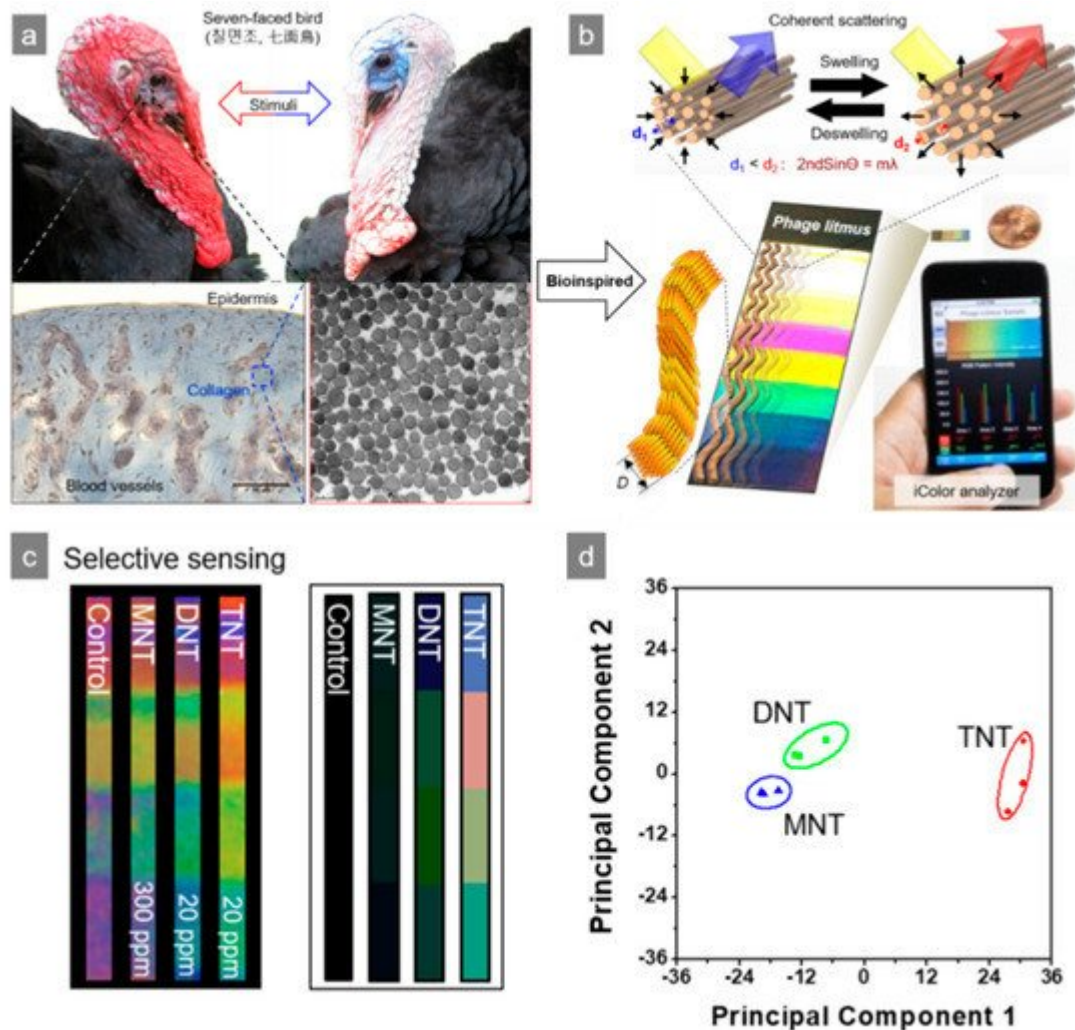 a
Seven-faced bird
(칠면조, 七面鳥)
Stimuli
Epidermis
Collagen
Blood vessels
Bioinspired
b
Coherent scattering
Swelling
Deswelling
d1
d2
d1 < d2 : 2ndSinΘ = mλ
Phage litmus
D
iColor analyzer
c
Selective sensing
Control
MNT
DNT
TNT
300 ppm
20 ppm
20 ppm
Control
MNT
DNT
TNT
d
Principal Component 2
36
24
12
0
-12
-24
-36
DNT
MNT
TNT
-36 -24 -12 0 12 24 36
Principal Component 1